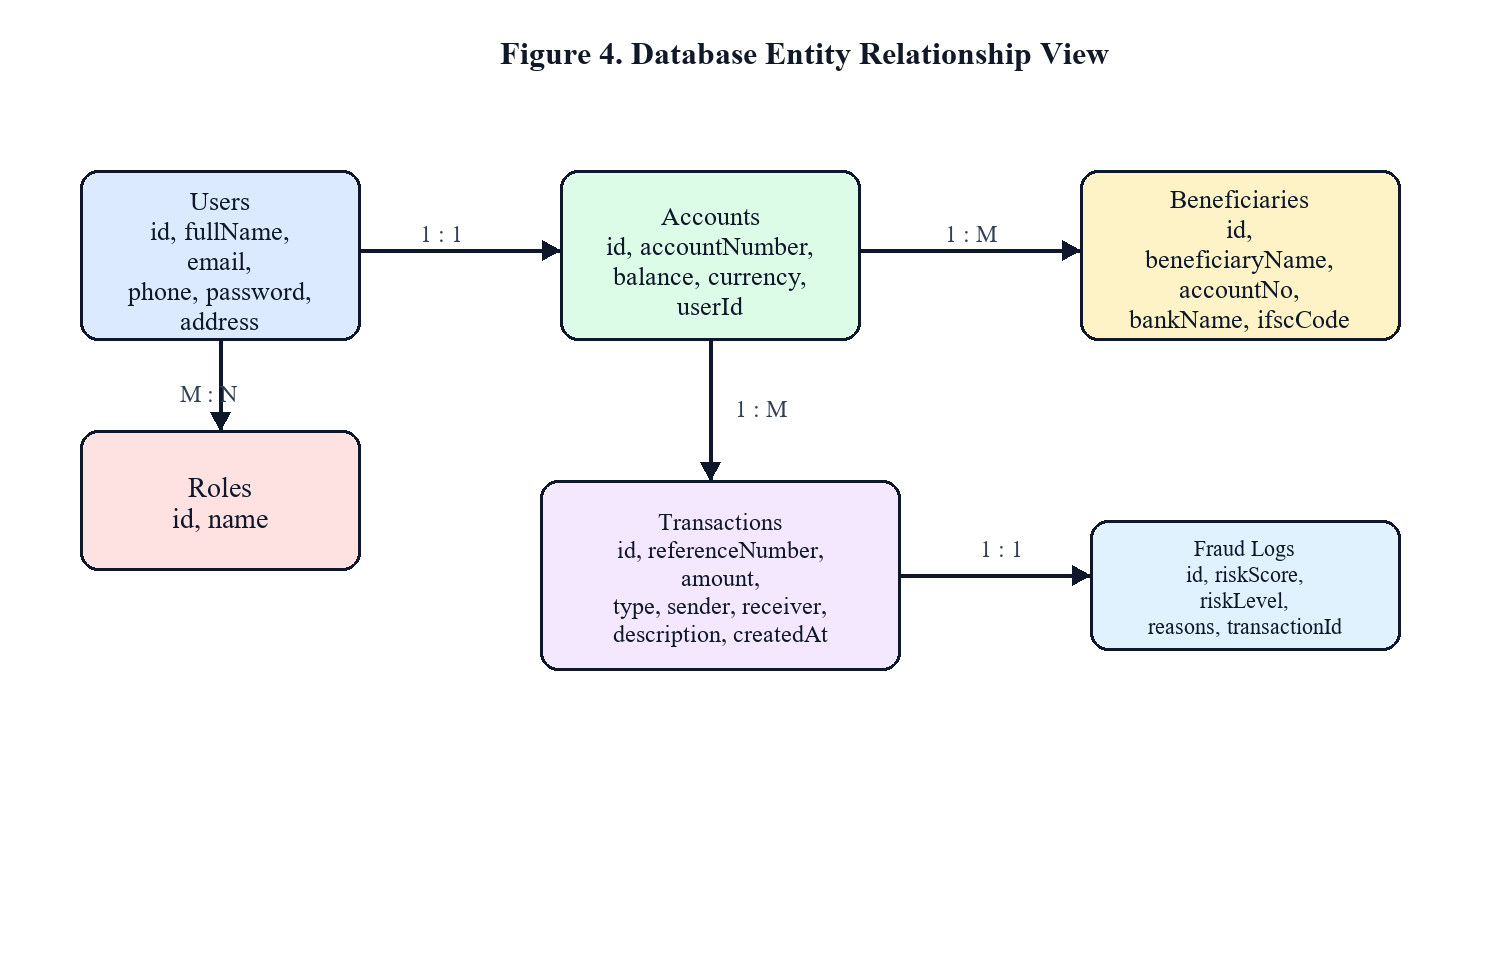 Figure 4. Database Entity Relationship View
Users
id, fullName,
email,
phone, password,
address
1 : 1
Accounts
id, accountNumber,
balance, currency,
userId
1 : M
Beneficiaries
id,
beneficiaryName,
accountNo,
bankName, ifscCode
M : N
1 : M
Roles
id, name
Transactions
id, referenceNumber,
amount,
type, sender, receiver,
description, createdAt
1 : 1
Fraud Logs
id, riskScore,
riskLevel,
reasons, transactionId